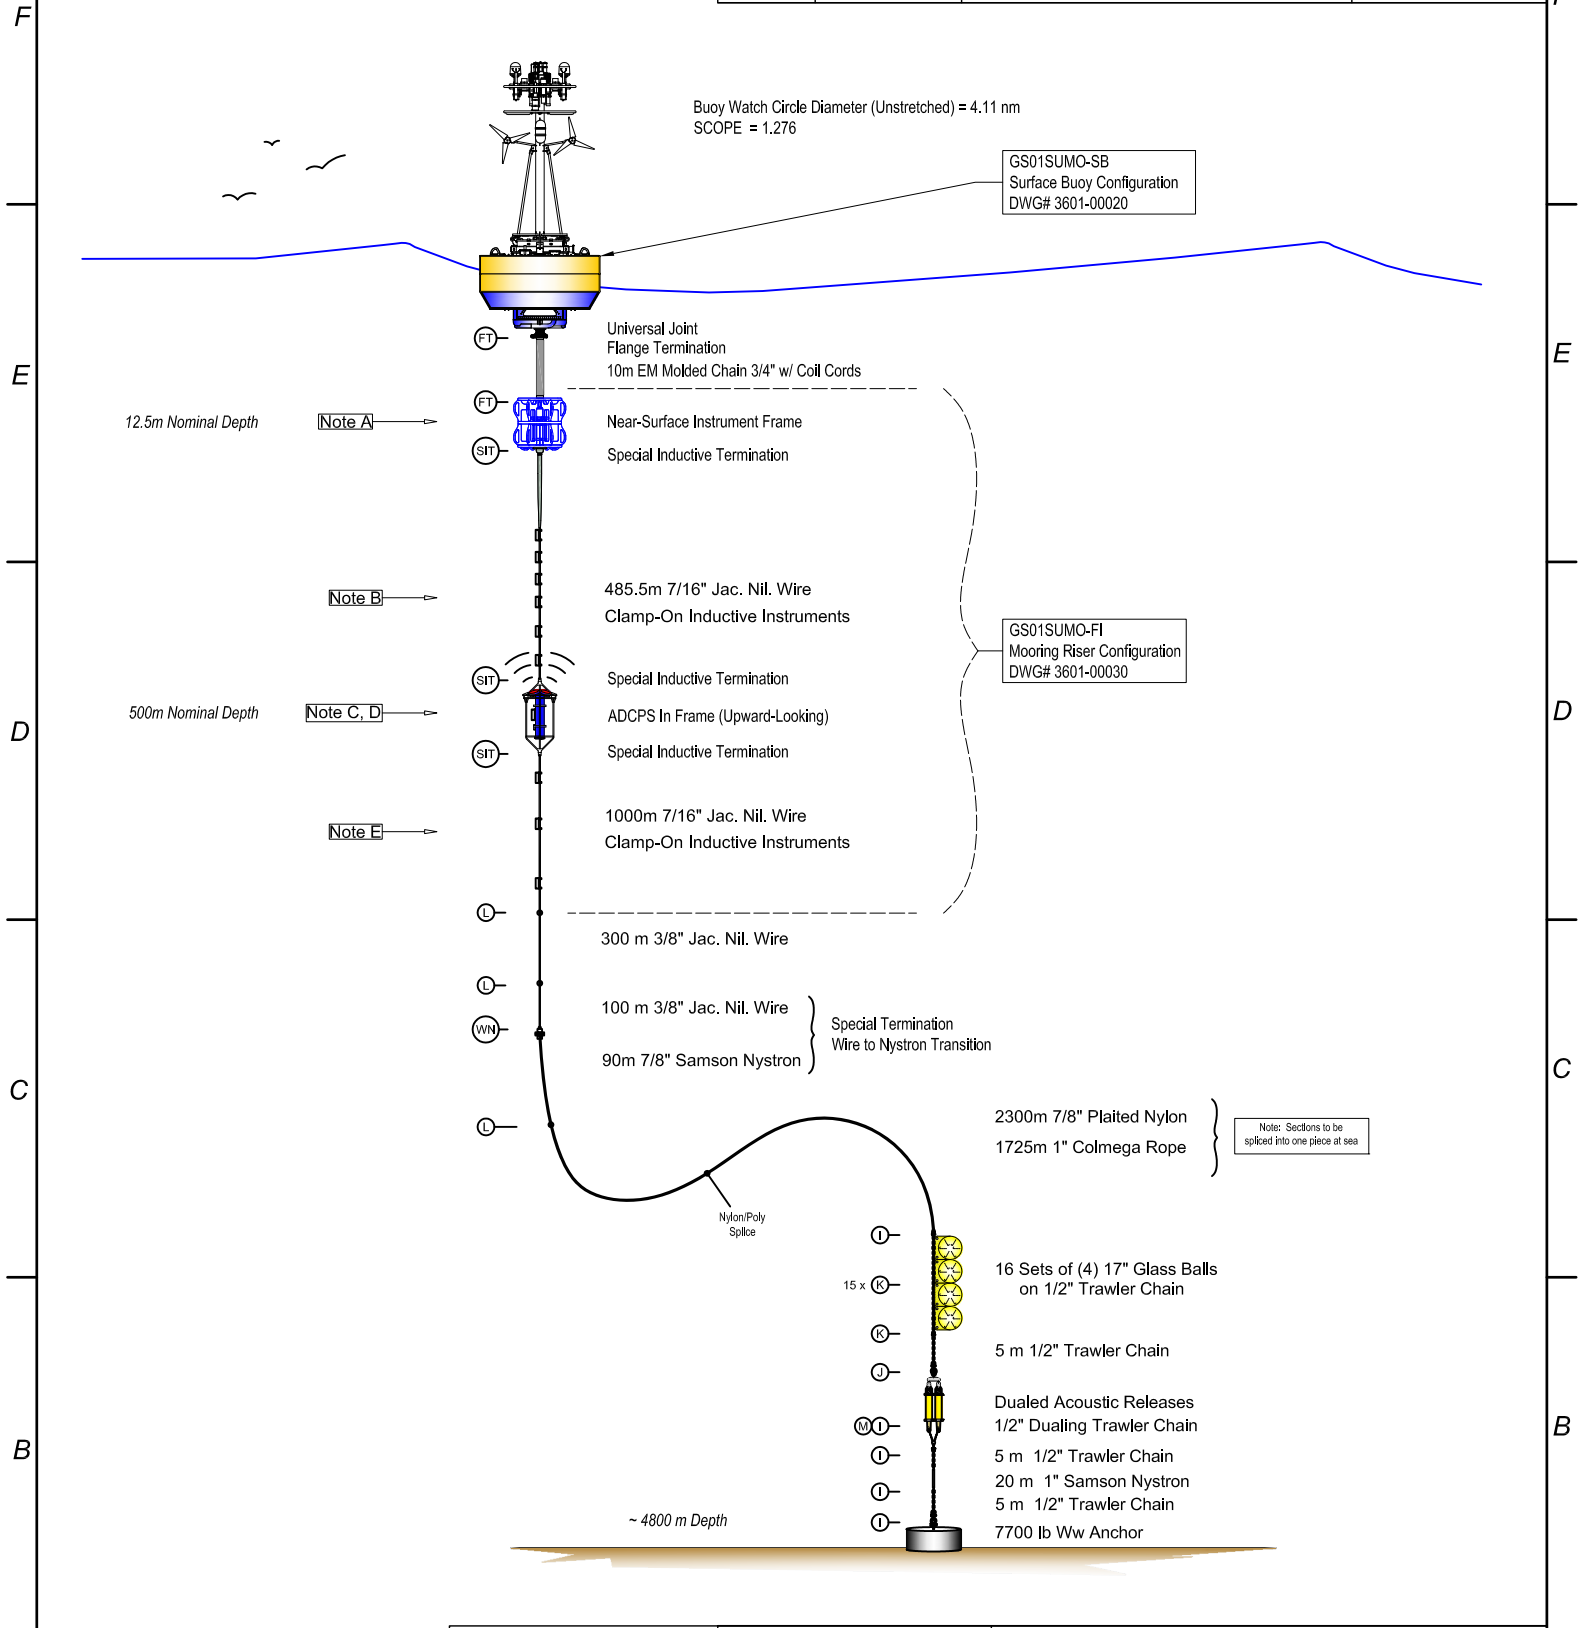 F
Buoy Watch Circle Diameter (Unstretched) = 4.11 nm
SCOPE = 1.276
GS01SUMO-SB
Surface Buoy Configuration
DWG# 3601-00020
FT
Universal Joint
Flange Termination
10m EM Molded Chain 3/4" w/ Coil Cords
E
E
FT
12.5m Nominal Depth
Note A
Near-Surface Instrument Frame
SIT
Special Inductive Termination
485.5m 7/16" Jac. Nil. Wire
Note B
Clamp-On Inductive Instruments
GS01SUMO-FI
Mooring Riser Configuration
DWG# 3601-00030
SIT
Special Inductive Termination
500m Nominal Depth
Note C, D
ADCPS In Frame (Upward-Looking)
D
D
SIT
Special Inductive Termination
1000m 7/16" Jac. Nil. Wire
Note E
Clamp-On Inductive Instruments
L
300 m 3/8" Jac. Nil. Wire
L
100 m 3/8" Jac. Nil. Wire
WN
Special Termination
Wire to Nystron Transition
90m 7/8" Samson Nystron
C
C
L
2300m 7/8" Plaited Nylon
1725m 1" Colmega Rope
Note: Sections to be
spliced into one piece at sea
Nylon/Poly
Splice
I
16 Sets of (4) 17" Glass Balls
on 1/2" Trawler Chain
15 x K
K
5 m 1/2" Trawler Chain
J
Dualed Acoustic Releases
M I
1/2" Dualing Trawler Chain
B
B
I
5 m 1/2" Trawler Chain
20 m 1" Samson Nystron
I
5 m 1/2" Trawler Chain
~ 4800 m Depth
I
7700 lb Ww Anchor